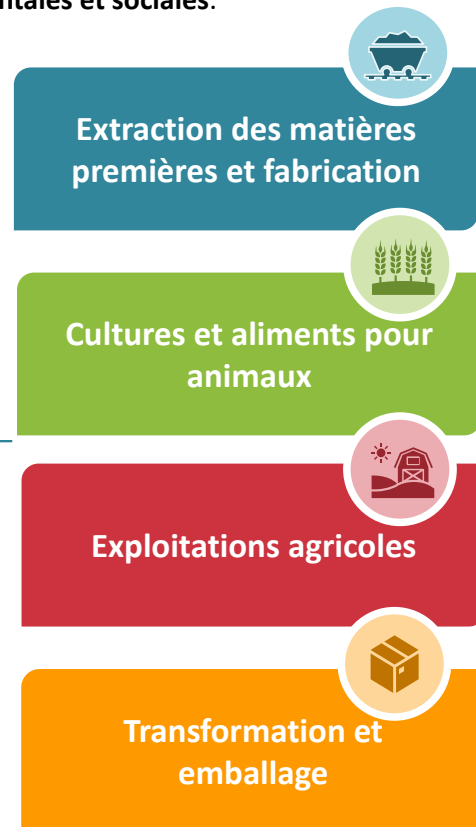 ntales et sociales.
Extraction des matières
premières et fabrication
Cultures et aliments pour
animaux
Exploitations agricoles
Transformation et
emballage